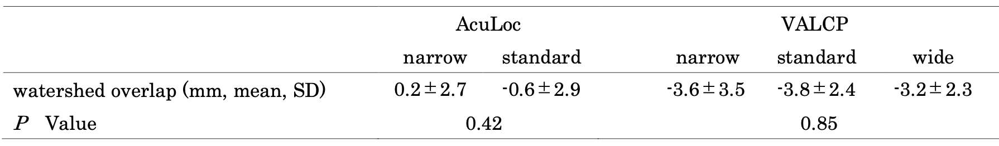 AcuLoc VALCP
narrow standard narrow standard wide
watershed overlap (mm, mean, SD) 0.2±2.7 -0.6±2.9 -3.6±3.5 -3.8±2.4 -3.2±2.3
P Value 0.42 0.85